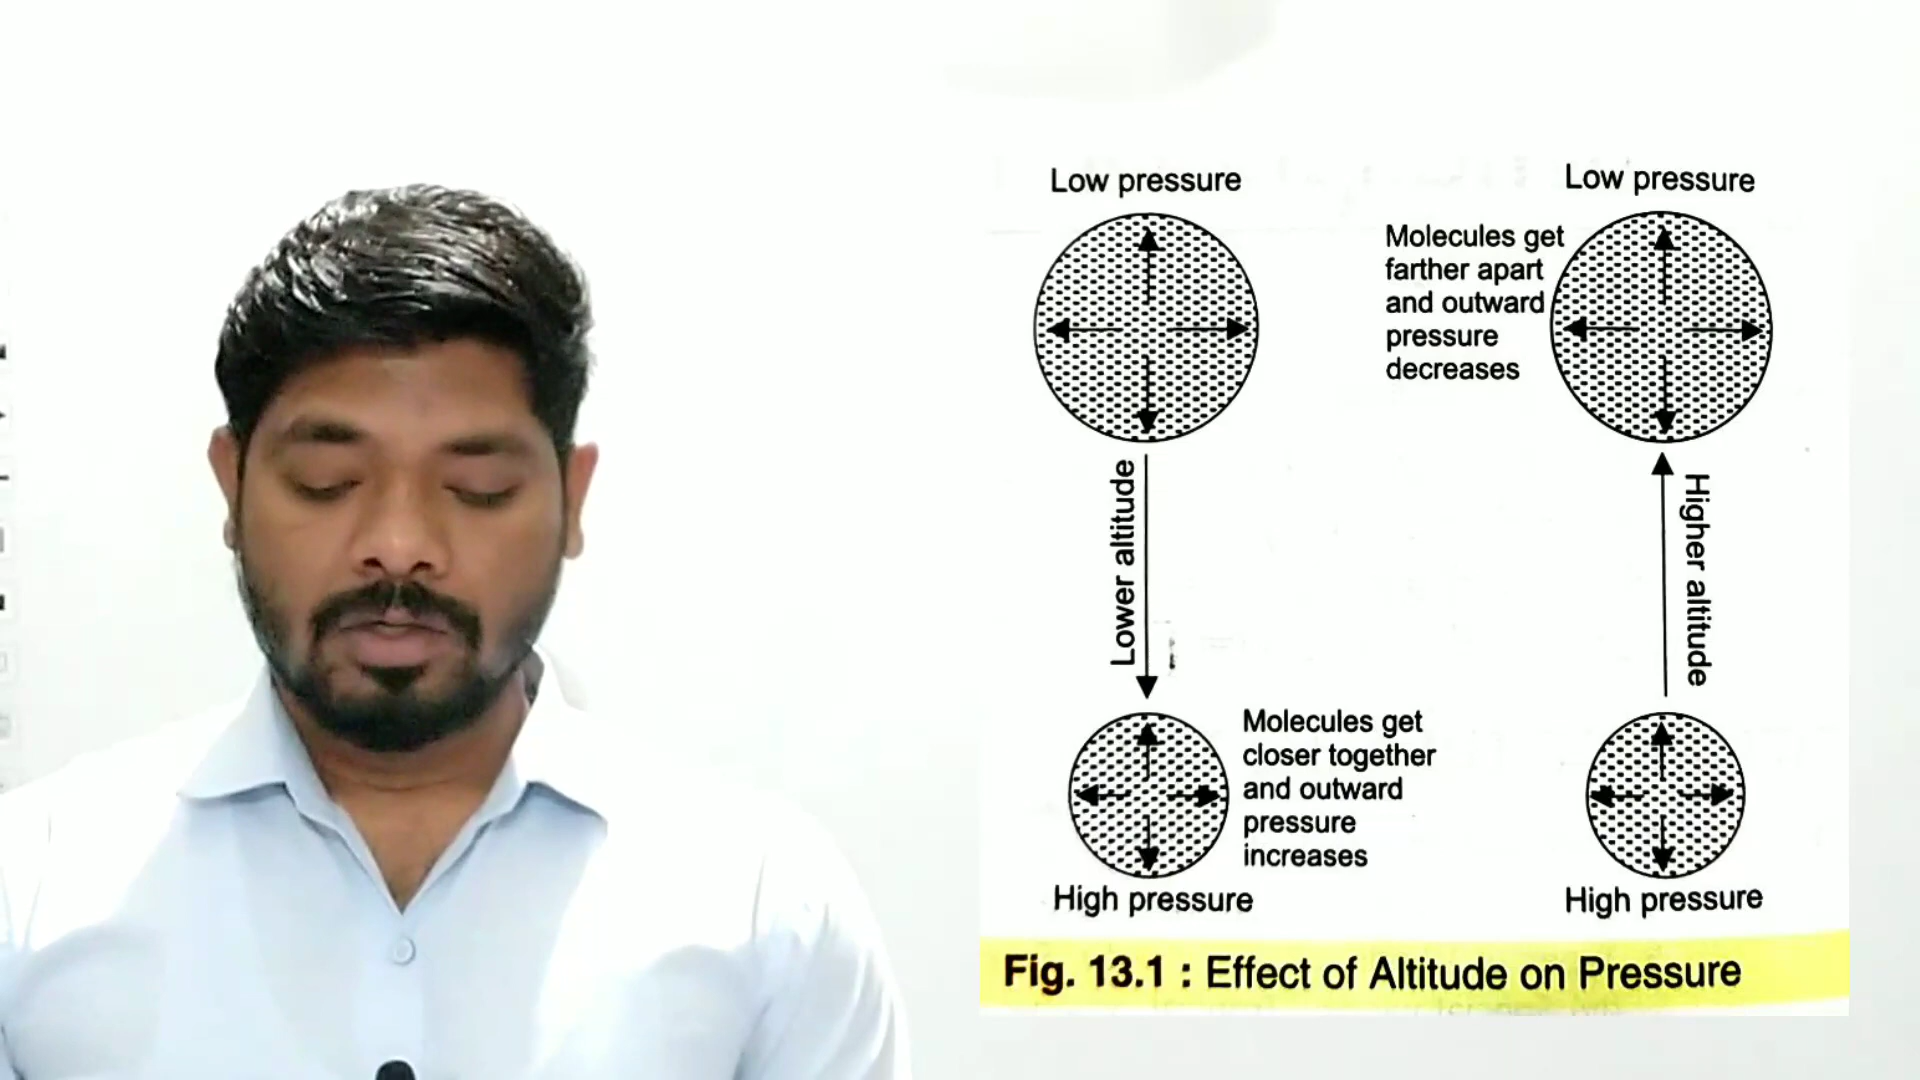 Low pressure
Low pressure
Molecules get
farther apart
and outward
pressure
decreases
Lower altitude
Higher altitude
Molecules get
closer together
and outward
pressure
increases
High pressure
High pressure
Fig. 13.1 : Effect of Altitude on Pressure